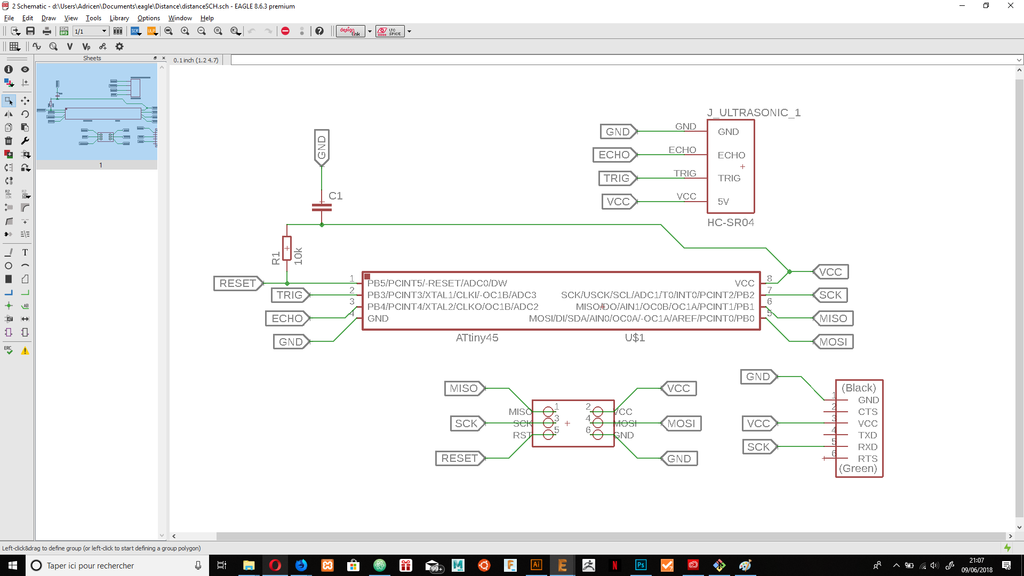 2 Schematic - d:\Users\Adricen\Documents\eagle\Distance\distanceSCH.sch - EAGLE 8.6.3 premium
File Edit Draw View Tools Library Options Window Help
1/1
Sheets
0.1 inch (1.2 4.7)
1
J_ULTRASONIC_1
GND GND GND
ECHO ECHO ECHO
TRIG TRIG TRIG
VCC VCC 5V
HC-SR04
GND
C1
R1
10k
RESET 1 PB5/PCINT5/-RESET/ADC0/DW VCC 8 VCC
TRIG 2 PB3/PCINT3/XTAL1/CLKI/-OC1B/ADC3 SCK/USCK/SCL/ADC1/T0/INT0/PCINT2/PB2 7 SCK
ECHO 3 PB4/PCINT4/XTAL2/CLKO/OC1B/ADC2 MISO/DO/AIN1/OC0B/OC1A/PCINT1/PB1 6 MISO
GND 4 GND MOSI/DI/SDA/AIN0/OC0A/-OC1A/AREF/PCINT0/PB0 5 MOSI
ATtiny45 U$1
MISO MISO 1 2 VCC VCC
SCK SCK 3 4 MOSI MOSI
RESET RST 5 6 GND GND
(Black)
GND 1 GND
2 CTS
VCC 3 VCC
4 TXD
SCK 5 RXD
6 RTS
(Green)
Left-click&drag to define group (or left-click to start defining a group polygon)
Taper ici pour rechercher
99+
21:07
09/06/2018